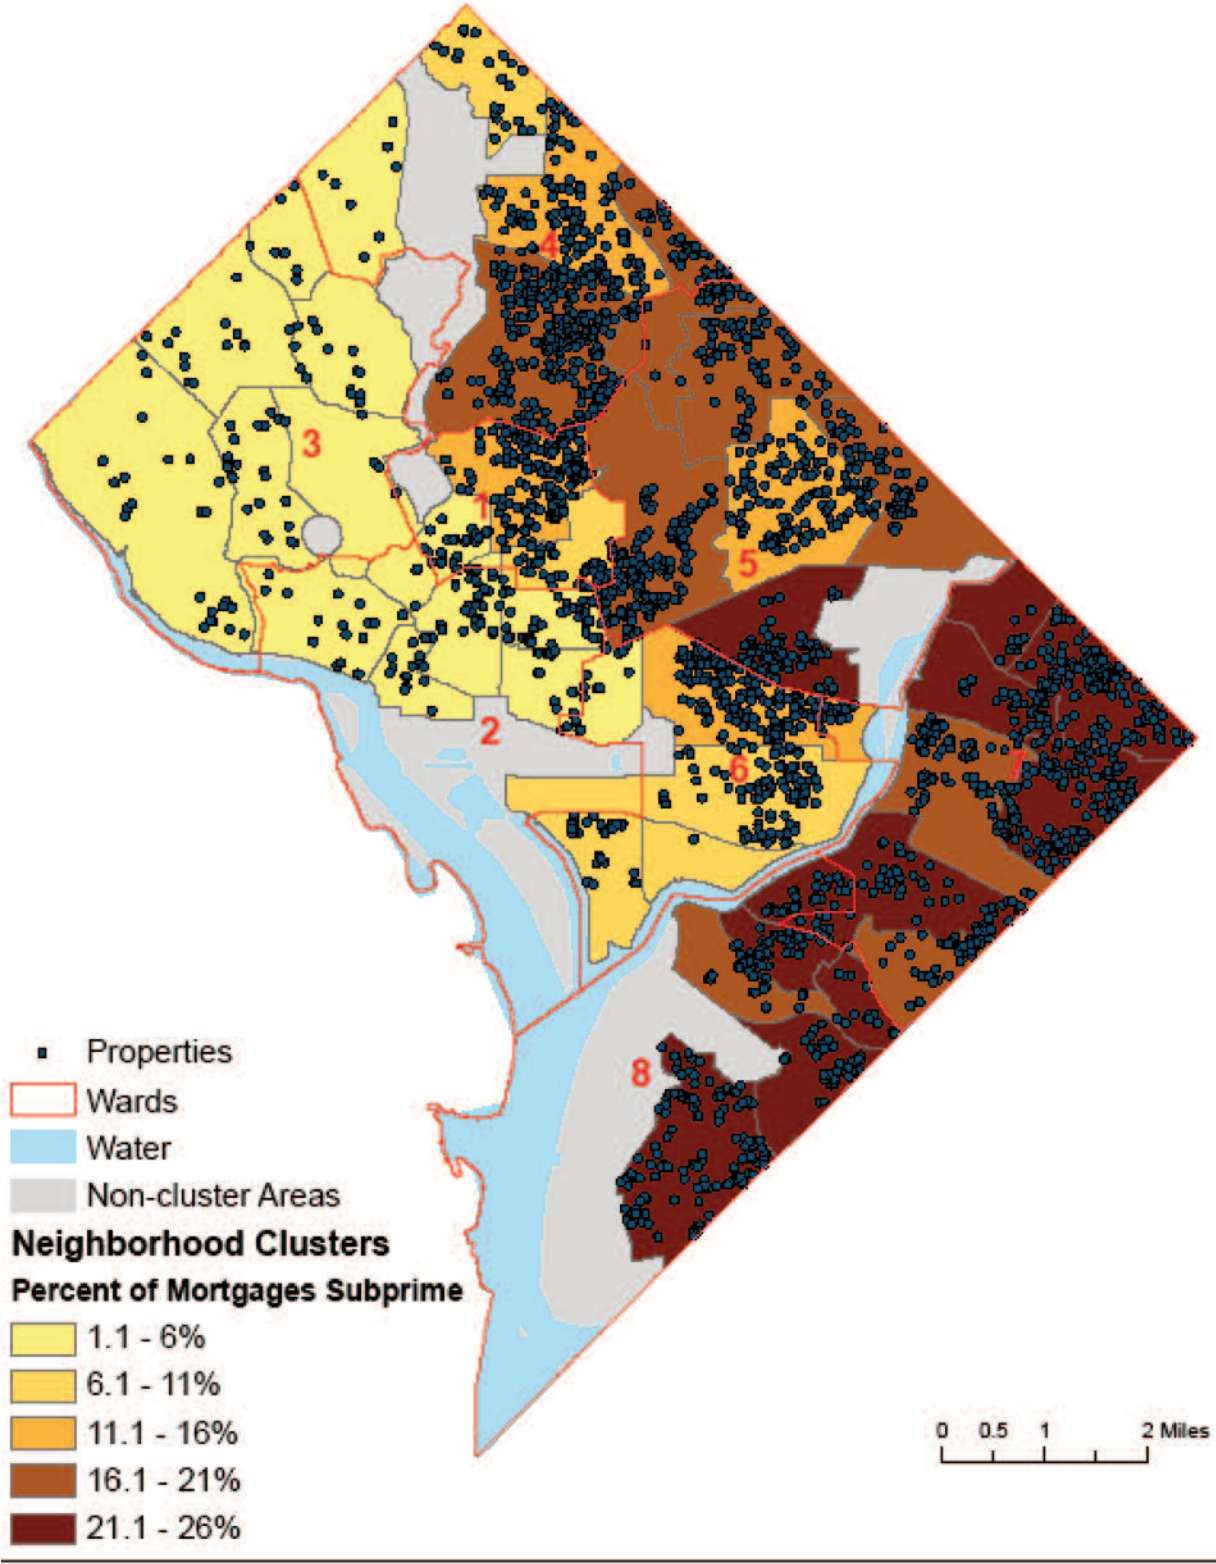 4
3
1
5
2
6
7
8
Properties
Wards
Water
Non-cluster Areas
Neighborhood Clusters
Percent of Mortgages Subprime
1.1 - 6%
6.1 - 11%
11.1 - 16%
16.1 - 21%
21.1 - 26%
0 0.5 1 2 Miles